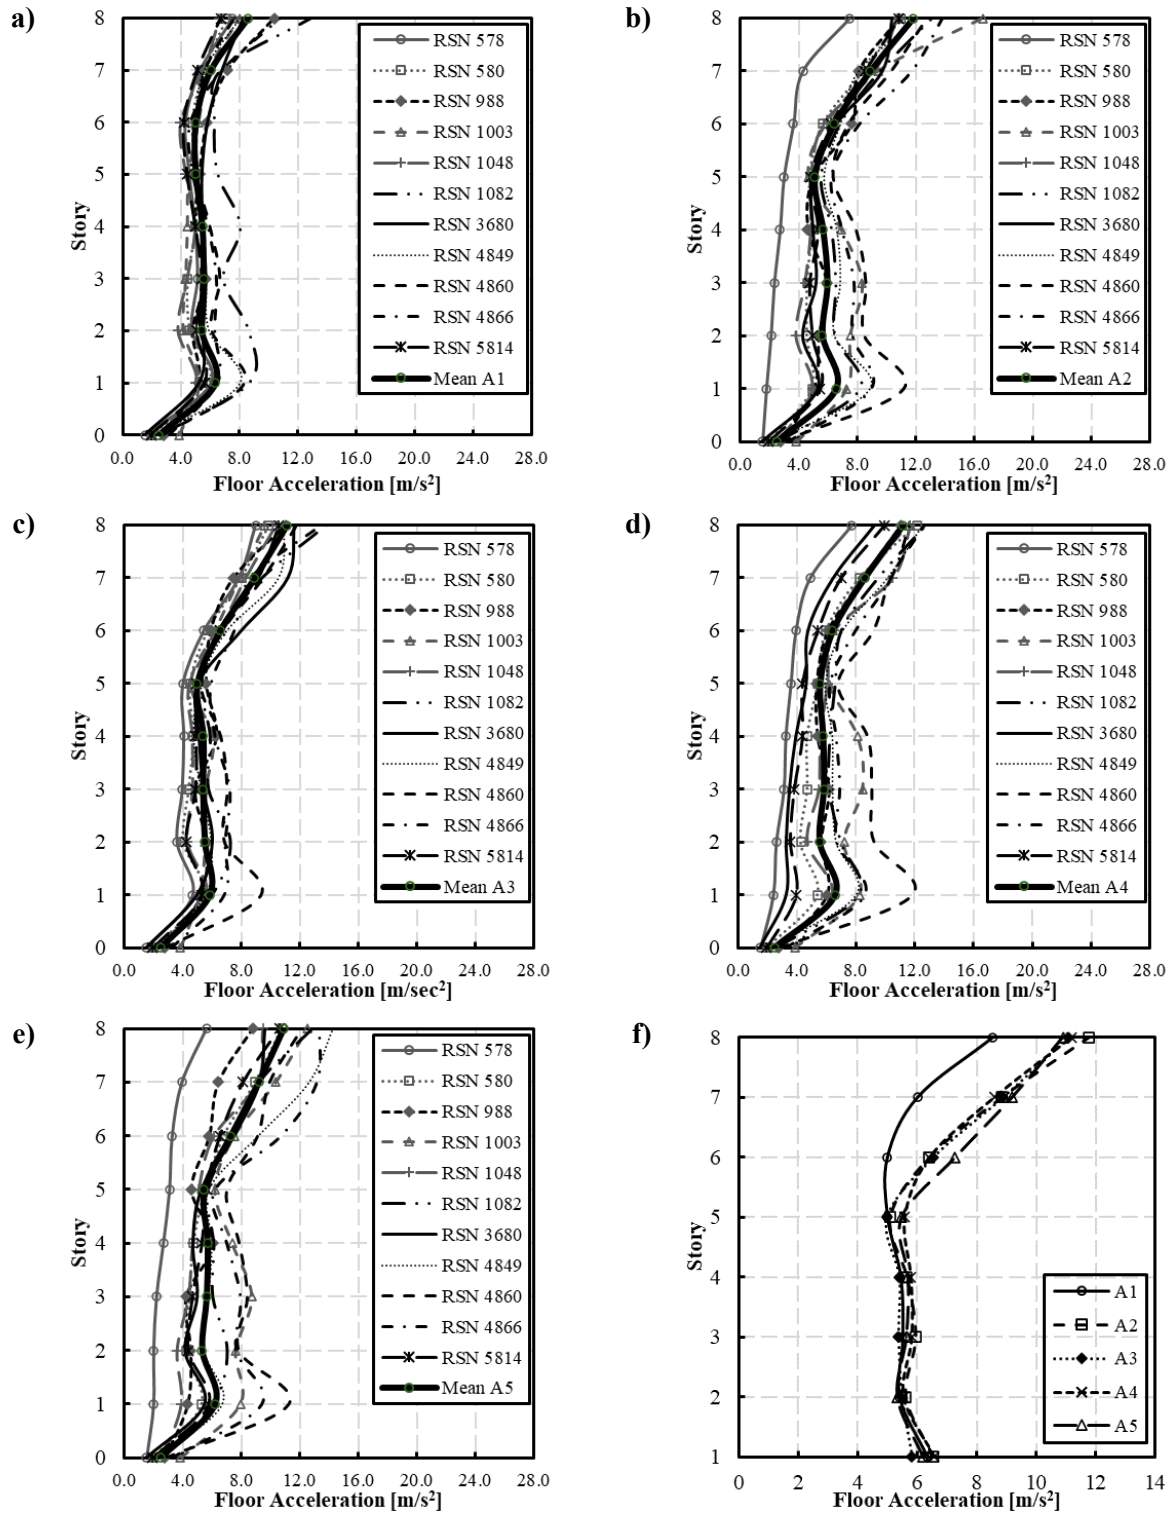 a)
8
7
6
5
4
3
2
1
0
Story
0.0 4.0 8.0 12.0 16.0 20.0 24.0 28.0
Floor Acceleration [m/s²]
RSN 578
RSN 580
RSN 988
RSN 1003
RSN 1048
RSN 1082
RSN 3680
RSN 4849
RSN 4860
RSN 4866
RSN 5814
Mean A1
b)
8
7
6
5
4
3
2
1
0
Story
0.0 4.0 8.0 12.0 16.0 20.0 24.0 28.0
Floor Acceleration [m/s²]
RSN 578
RSN 580
RSN 988
RSN 1003
RSN 1048
RSN 1082
RSN 3680
RSN 4849
RSN 4860
RSN 4866
RSN 5814
Mean A2
c)
8
7
6
5
4
3
2
1
0
Story
0.0 4.0 8.0 12.0 16.0 20.0 24.0 28.0
Floor Acceleration [m/sec²]
RSN 578
RSN 580
RSN 988
RSN 1003
RSN 1048
RSN 1082
RSN 3680
RSN 4849
RSN 4860
RSN 4866
RSN 5814
Mean A3
d)
8
7
6
5
4
3
2
1
0
Story
0.0 4.0 8.0 12.0 16.0 20.0 24.0 28.0
Floor Acceleration [m/s²]
RSN 578
RSN 580
RSN 988
RSN 1003
RSN 1048
RSN 1082
RSN 3680
RSN 4849
RSN 4860
RSN 4866
RSN 5814
Mean A4
e)
8
7
6
5
4
3
2
1
0
Story
0.0 4.0 8.0 12.0 16.0 20.0 24.0 28.0
Floor Acceleration [m/s²]
RSN 578
RSN 580
RSN 988
RSN 1003
RSN 1048
RSN 1082
RSN 3680
RSN 4849
RSN 4860
RSN 4866
RSN 5814
Mean A5
f)
8
7
6
5
4
3
2
1
Story
0 2 4 6 8 10 12 14
Floor Acceleration [m/s²]
A1
A2
A3
A4
A5